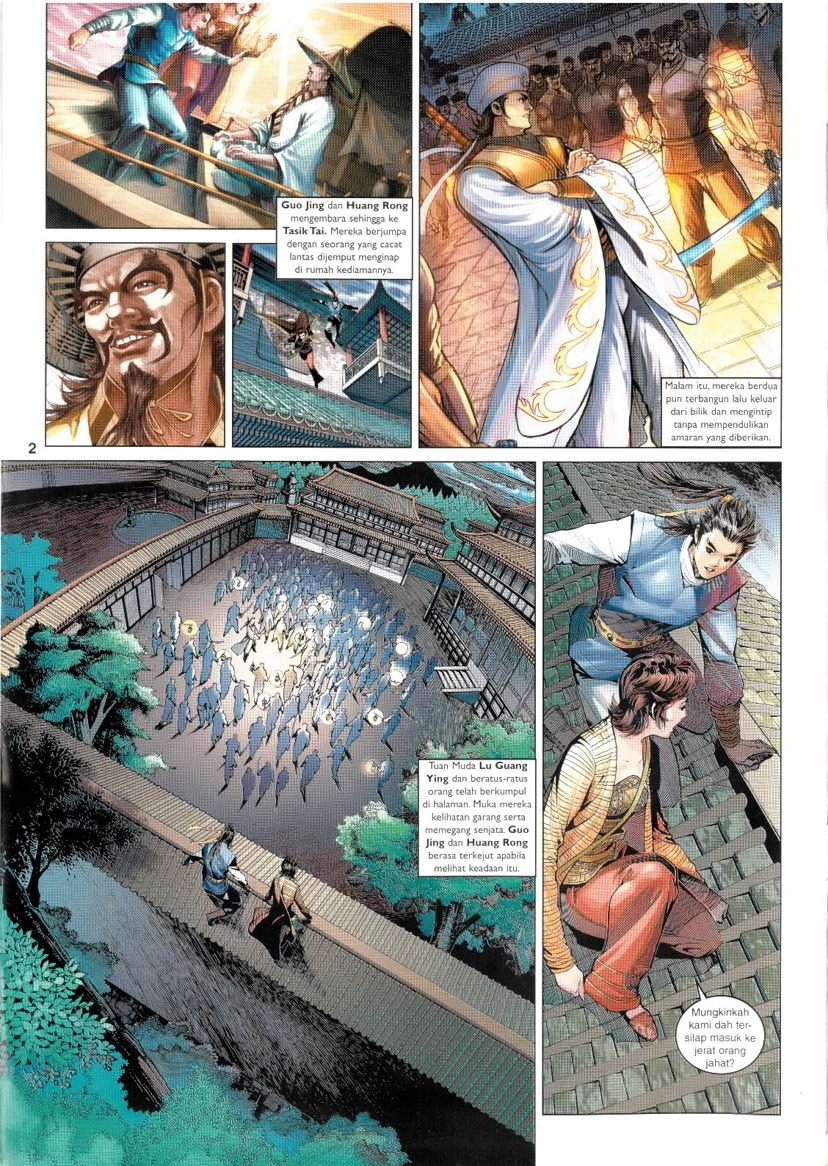 Guo Jing dan Huang Rong
mengembara sehingga ke
Tasik Tai. Mereka berjumpa
dengan seorang yang cacat
lantas dijemput menginap
di rumah kediamannya.
Malam itu, mereka berdua
pun terbangun lalu keluar
dari bilik dan mengintip
tanpa mempendulikan
amaran yang diberikan.
2
Tuan Muda Lu Guang
Ying dan beratus-ratus
orang telah berkumpul
di halaman. Muka mereka
kelihatan garang serta
memegang senjata. Guo
Jing dan Huang Rong
berasa terkejut apabila
melihat keadaan itu.
Mungkinkah
kami dah ter-
silap masuk ke
jerat orang
jahat?